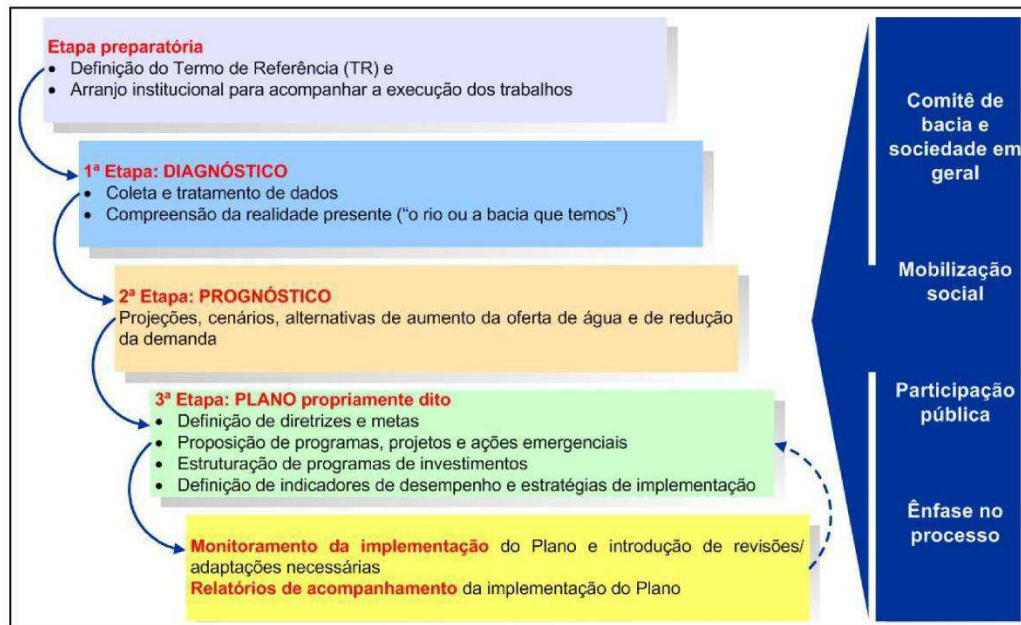 Etapa preparatória
• Definição do Termo de Referência (TR) e
• Arranjo institucional para acompanhar a execução dos trabalhos
1ª Etapa: DIAGNÓSTICO
• Coleta e tratamento de dados
• Compreensão da realidade presente (“o rio ou a bacia que temos”)
2ª Etapa: PROGNÓSTICO
Projeções, cenários, alternativas de aumento da oferta de água e de redução
da demanda
3ª Etapa: PLANO propriamente dito
• Definição de diretrizes e metas
• Proposição de programas, projetos e ações emergenciais
• Estruturação de programas de investimentos
• Definição de indicadores de desempenho e estratégias de implementação
Monitoramento da implementação do Plano e introdução de revisões/
adaptações necessárias
Relatórios de acompanhamento da implementação do Plano
Comitê de
bacia e
sociedade em
geral
Mobilização
social
Participação
pública
Ênfase no
processo